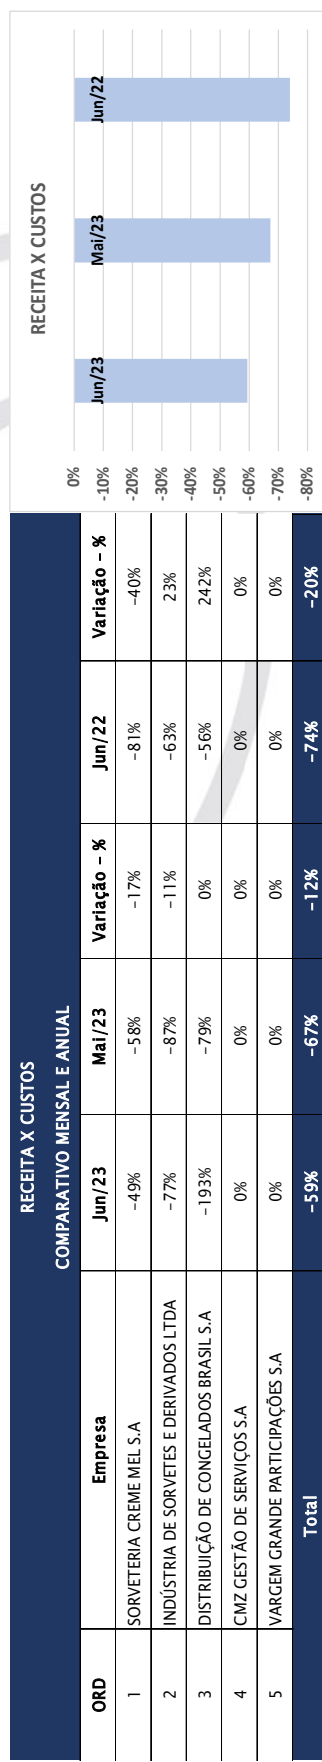 RECEITA X CUSTOS
COMPARATIVO MENSAL E ANUAL
ORD Empresa Jun/23 Mai/23 Variação – % Jun/22 Variação – %
1 SORVETERIA CREME MEL S.A –49% –58% –17% –81% –40%
2 INDÚSTRIA DE SORVETES E DERIVADOS LTDA –77% –87% –11% –63% 23%
3 DISTRIBUIÇÃO DE CONGELADOS BRASIL S.A –193% –79% 0% –56% 242%
4 CMZ GESTÃO DE SERVIÇOS S.A 0% 0% 0% 0% 0%
5 VARGEM GRANDE PARTICIPAÇÕES S.A 0% 0% 0% 0% 0%
Total –59% –67% –12% –74% –20%
RECEITA X CUSTOS
0%
-10%
-20%
-30%
-40%
-50%
-60%
-70%
-80%
Jun/23 Mai/23 Jun/22